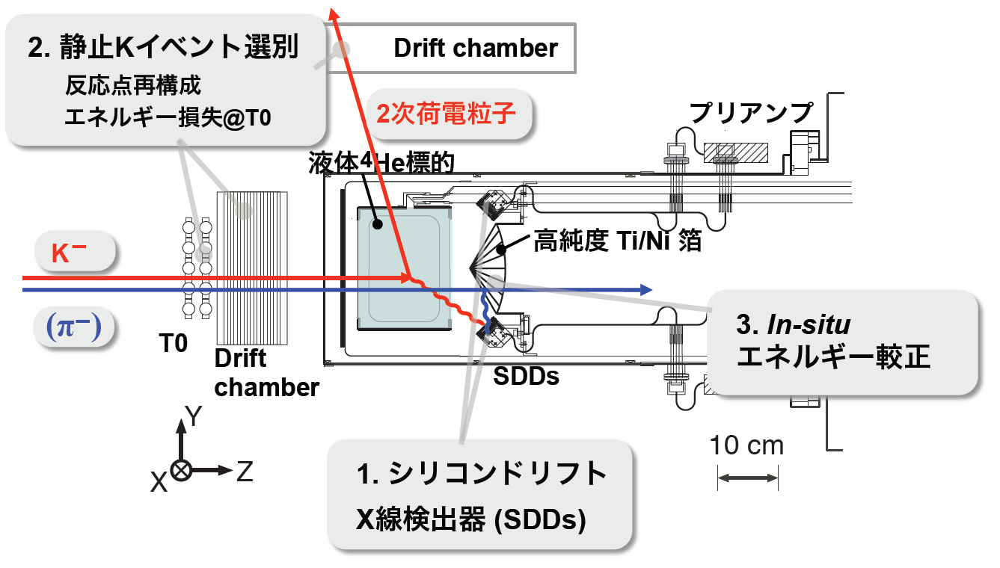 2. 静止Kイベント選別
反応点再構成
エネルギー損失@T0
Drift chamber
2次荷電粒子
プリアンプ
液体4He標的
K−
高純度 Ti/Ni 箔
(π−)
T0
Drift
chamber
SDDs
3. In-situ
エネルギー較正
Y
X
Z
10 cm
1. シリコンドリフト
X線検出器 (SDDs)